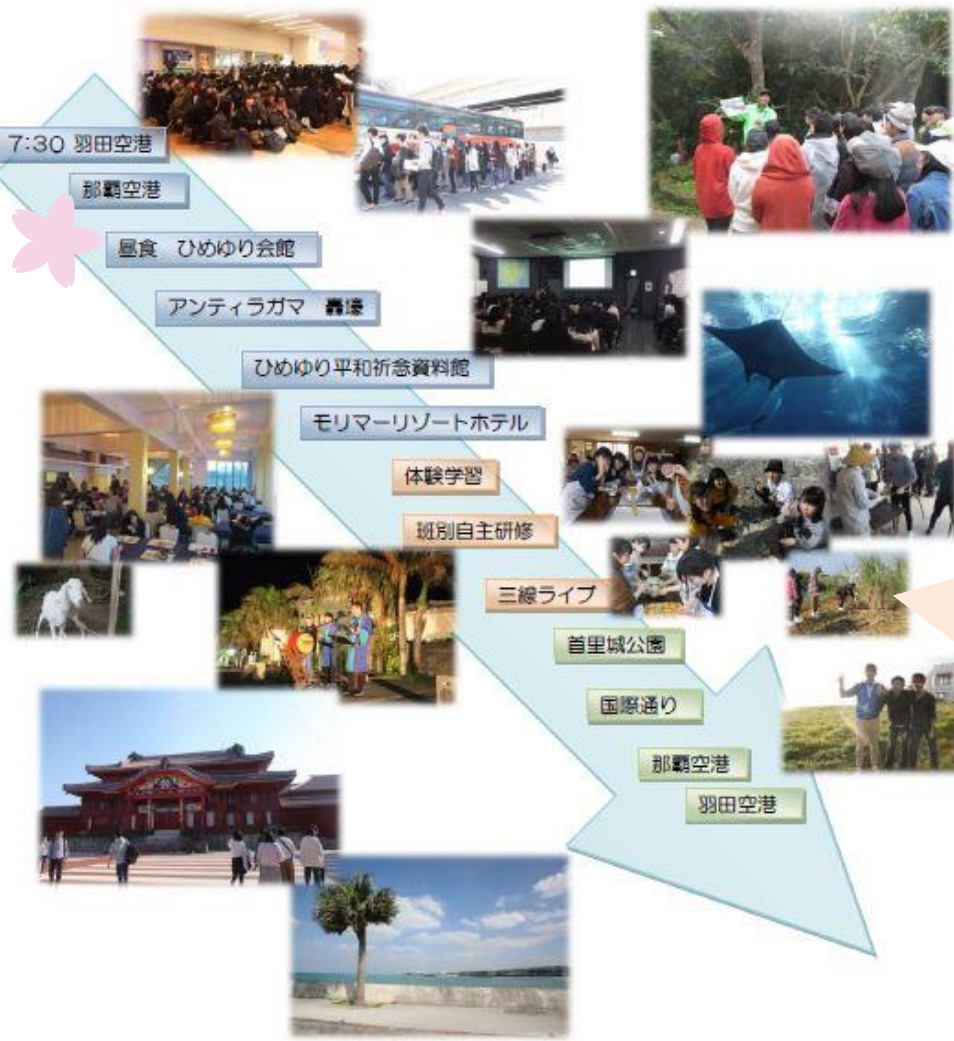 7:30 羽田空港
那覇空港
昼食 ひめゆり会館
アンティラガマ 轟壕
ひめゆり平和祈念資料館
モリマーリゾートホテル
体験学習
班別自主研修
三線ライブ
首里城公園
国際通り
那覇空港
羽田空港